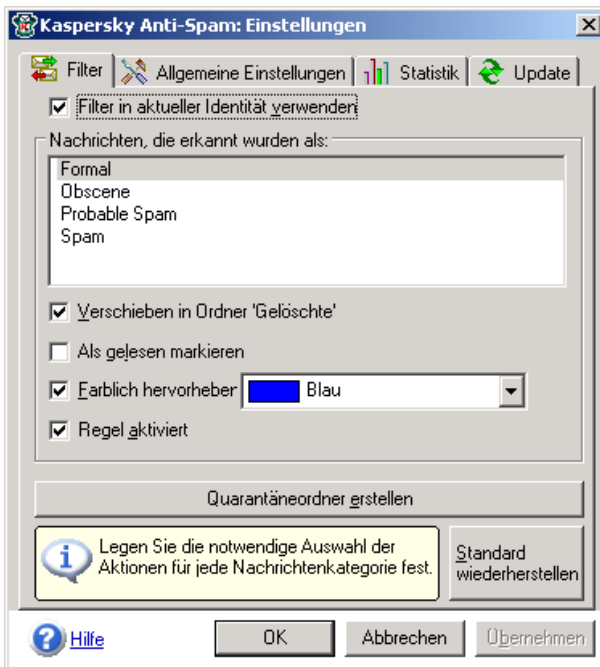 Kaspersky Anti-Spam: Einstellungen
Filter
Allgemeine Einstellungen
Statistik
Update
Filter in aktueller Identität verwenden
Nachrichten, die erkannt wurden als:
Formal
Obscene
Probable Spam
Spam
Verschieben in Ordner 'Gelöschte'
Als gelesen markieren
Farblich hervorheber
Blau
Regel aktiviert
Quarantäneordner erstellen
Legen Sie die notwendige Auswahl der
Aktionen für jede Nachrichtenkategorie fest.
Standard
wiederherstellen
Hilfe
OK
Abbrechen
Übernehmen